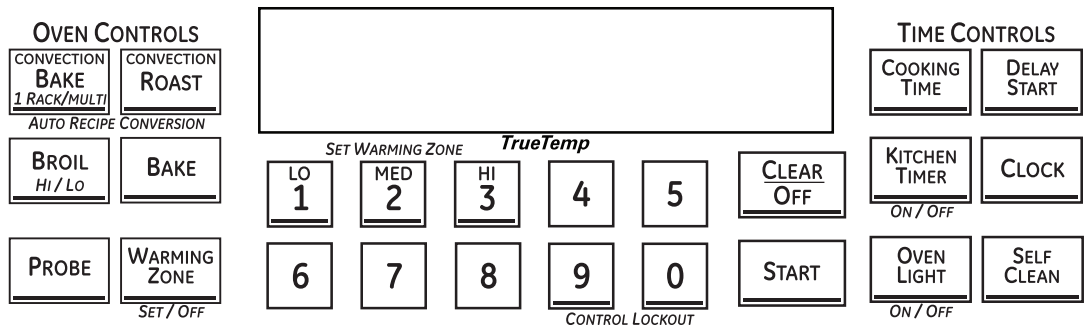 OVEN CONTROLS
CONVECTION
BAKE
1 RACK/MULTI
CONVECTION
ROAST
AUTO RECIPE CONVERSION
BROIL
HI / LO
BAKE
PROBE
WARMING
ZONE
SET / OFF
TrueTemp
SET WARMING ZONE
LO
1
MED
2
HI
3
4
5
6
7
8
9
0
CONTROL LOCKOUT
CLEAR
OFF
START
TIME CONTROLS
COOKING
TIME
DELAY
START
KITCHEN
TIMER
ON / OFF
CLOCK
OVEN
LIGHT
ON / OFF
SELF
CLEAN